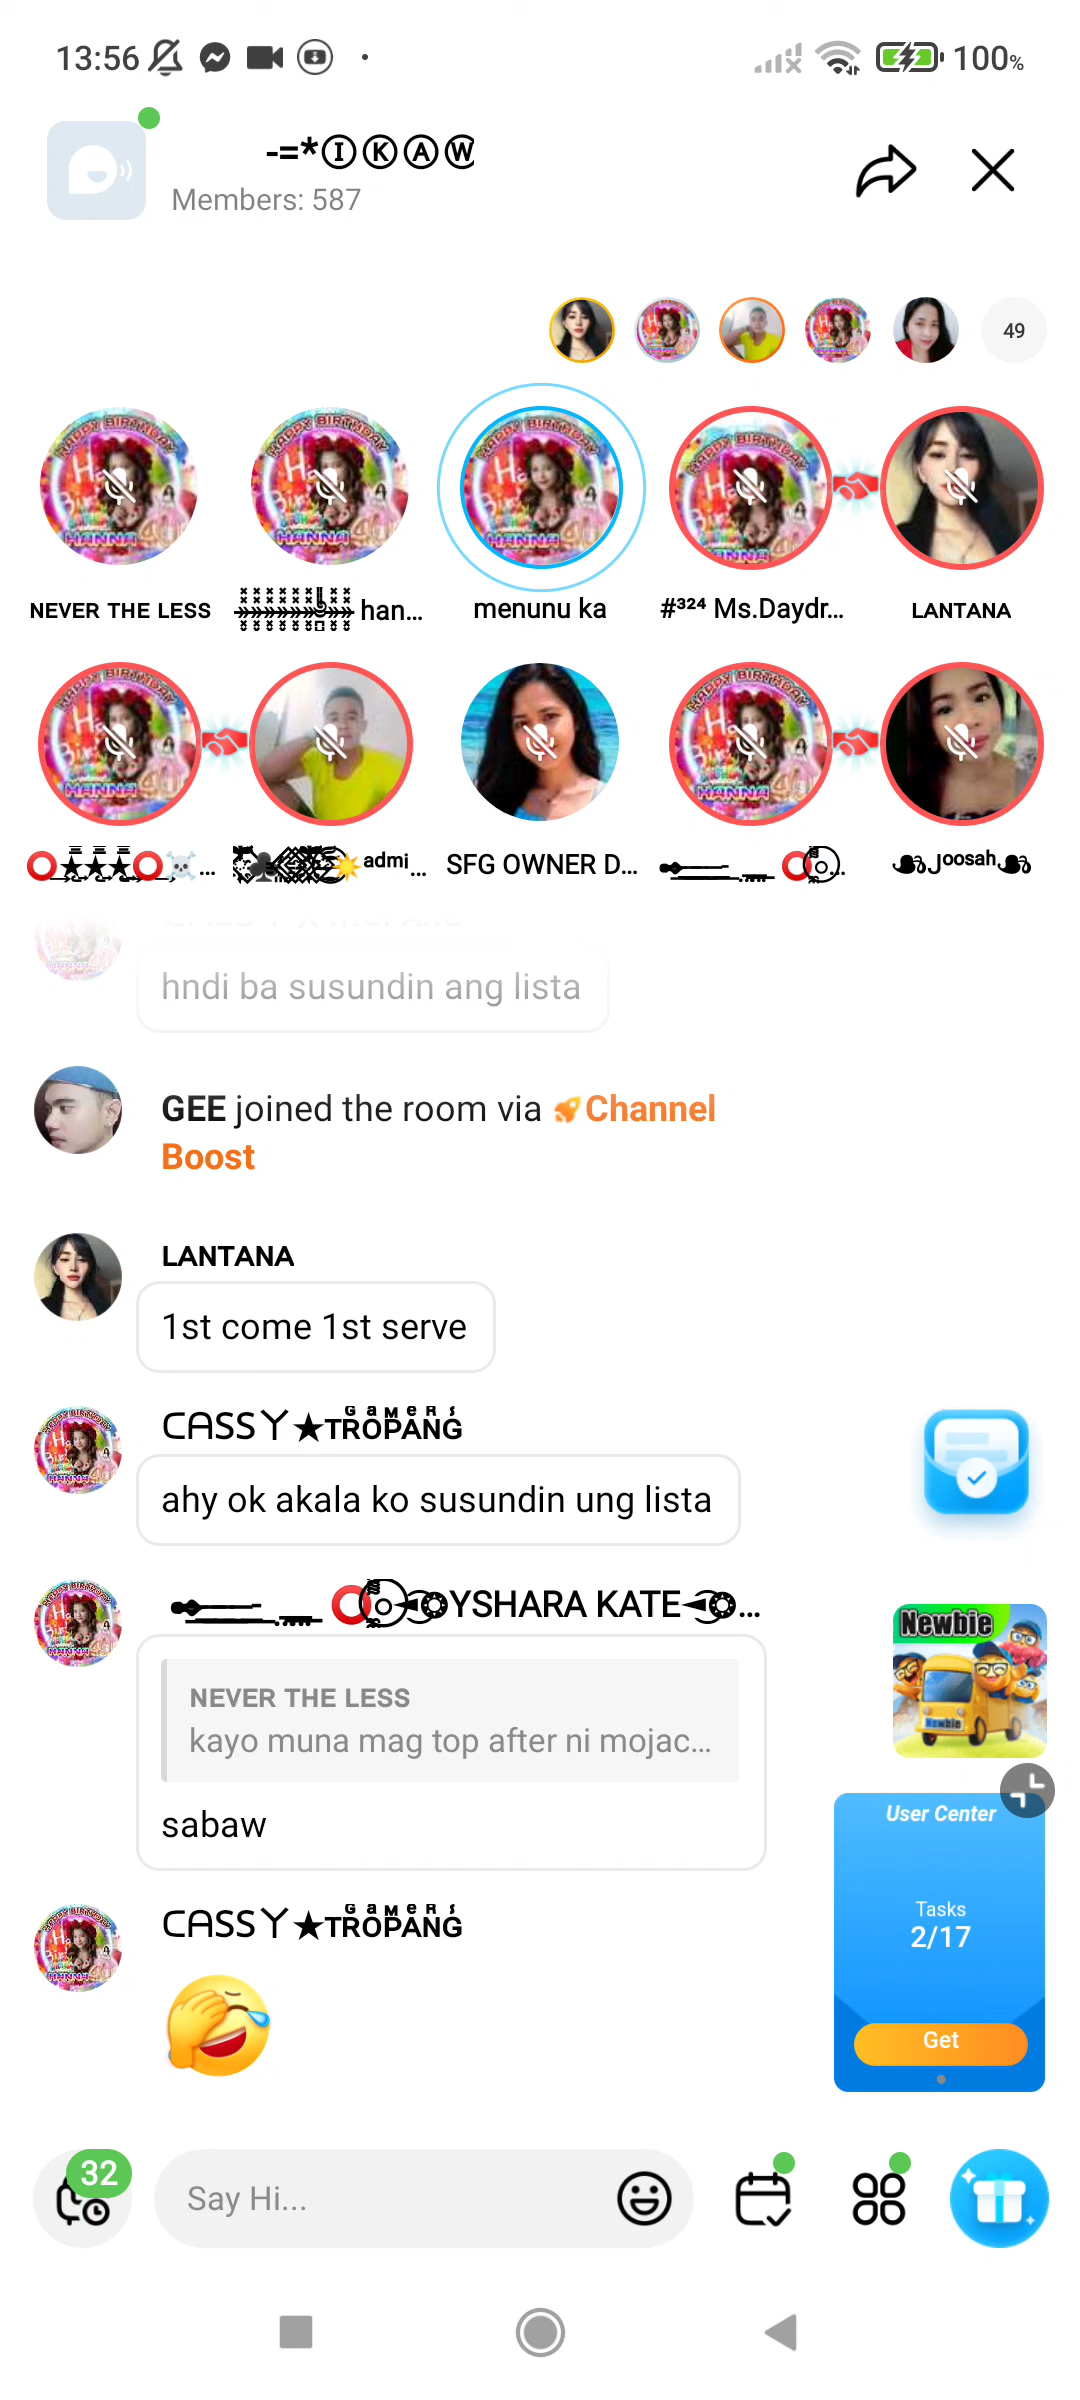 13:56
100%
-=*ⒾⓀⒶⓌ
Members: 587
49
NEVER THE LESS
han...
menunu ka
#³²⁴ Ms.Daydr...
LANTANA
admi...
SFG OWNER D...
Joosah
hndi ba susundin ang lista
GEE joined the room via 🚀Channel
Boost
LANTANA
1st come 1st serve
CASSY★TROPANG GaMeRs
ahy ok akala ko susundin ung lista
YSHARA KATE
NEVER THE LESS
kayo muna mag top after ni mojac...
sabaw
CASSY★TROPANG GaMeRs
Newbie
Newbie
User Center
Tasks
2/17
Get
32
Say Hi...